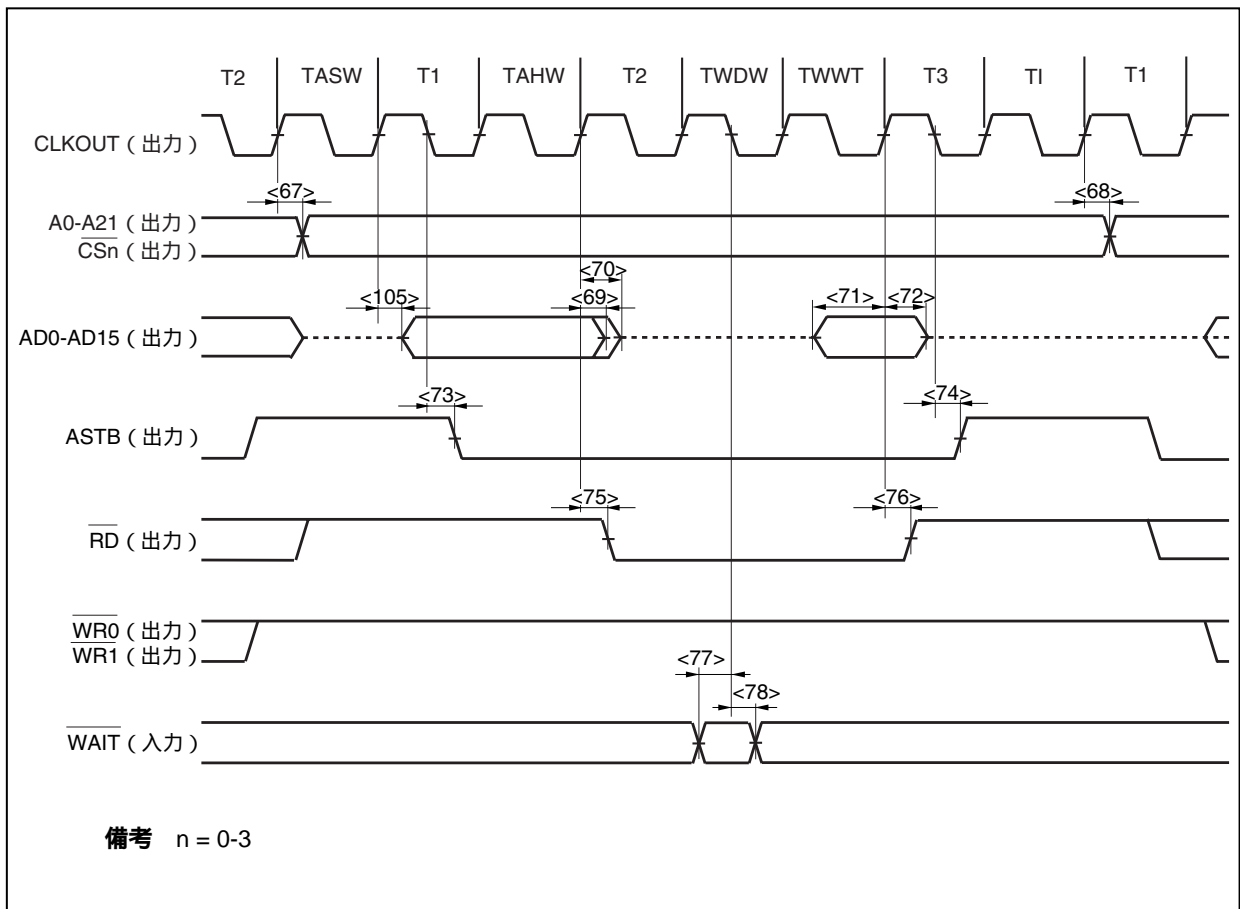 T2 TASW T1 TAHW T2 TWDW TWWT T3 TI T1
CLKOUT（出力）
<67> <68>
A0-A21（出力）
CSn（出力）
<70>
<105> <69> <71> <72>
AD0-AD15（出力）
<73> <74>
ASTB（出力）
<75> <76>
RD（出力）
WR0（出力）
WR1（出力）
<77>
<78>
WAIT（入力）
備考 n = 0-3